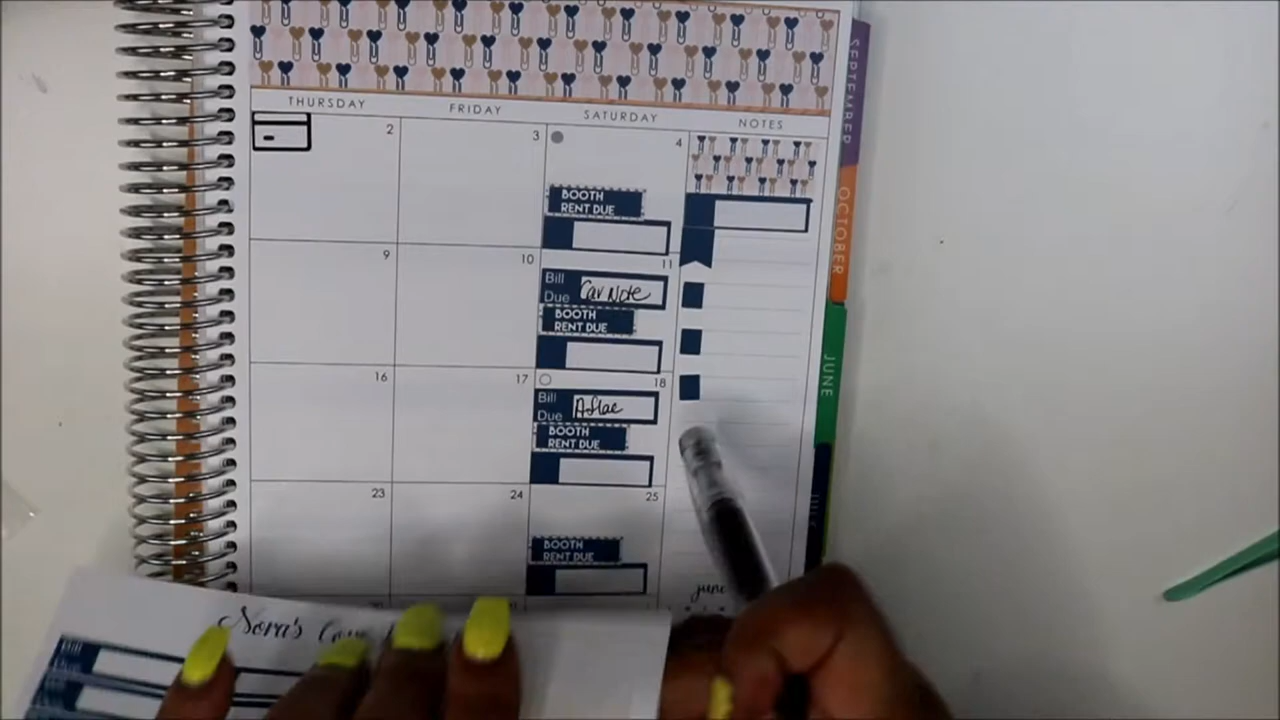 SEPTEMBER
THURSDAY FRIDAY SATURDAY NOTES
2 3 4
BOOTH
RENT DUE
OCTOBER
9 10 11
Bill
Due Car Note
BOOTH
RENT DUE
JUNE
16 17 18
Bill
Due Aflac
BOOTH
RENT DUE
23 24 25
BOOTH
RENT DUE
june
Nora's
Bill